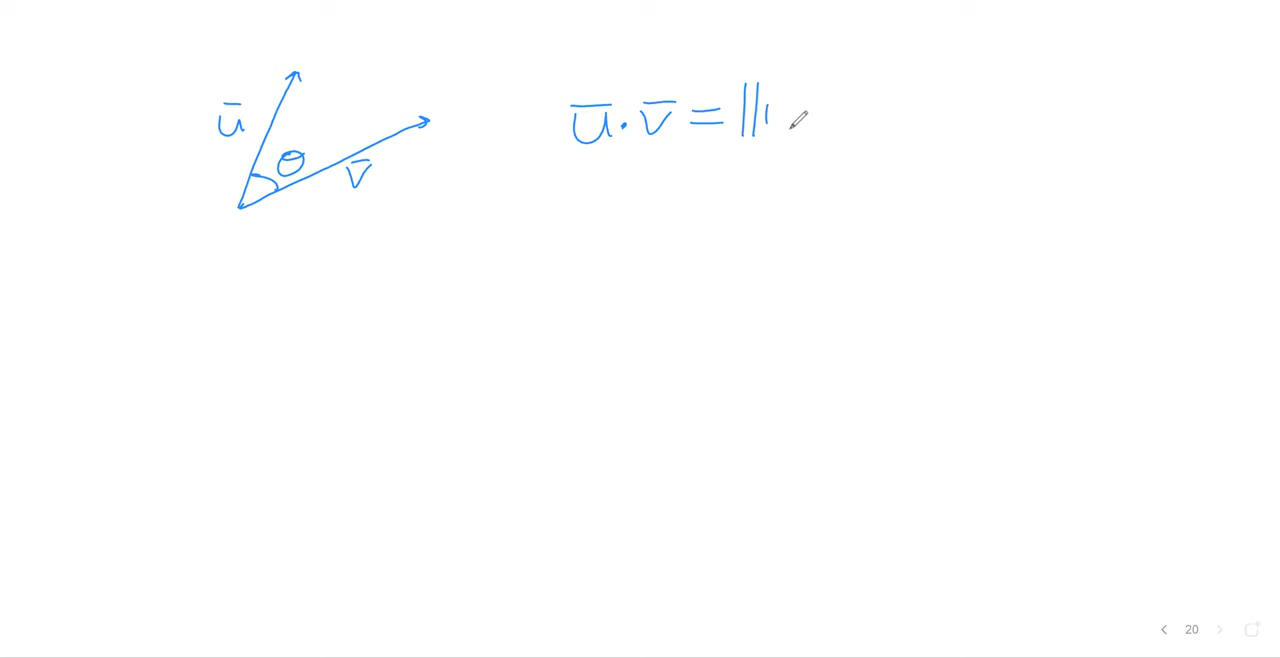 ū
θ
v̄
ū · v̄ = ||
20